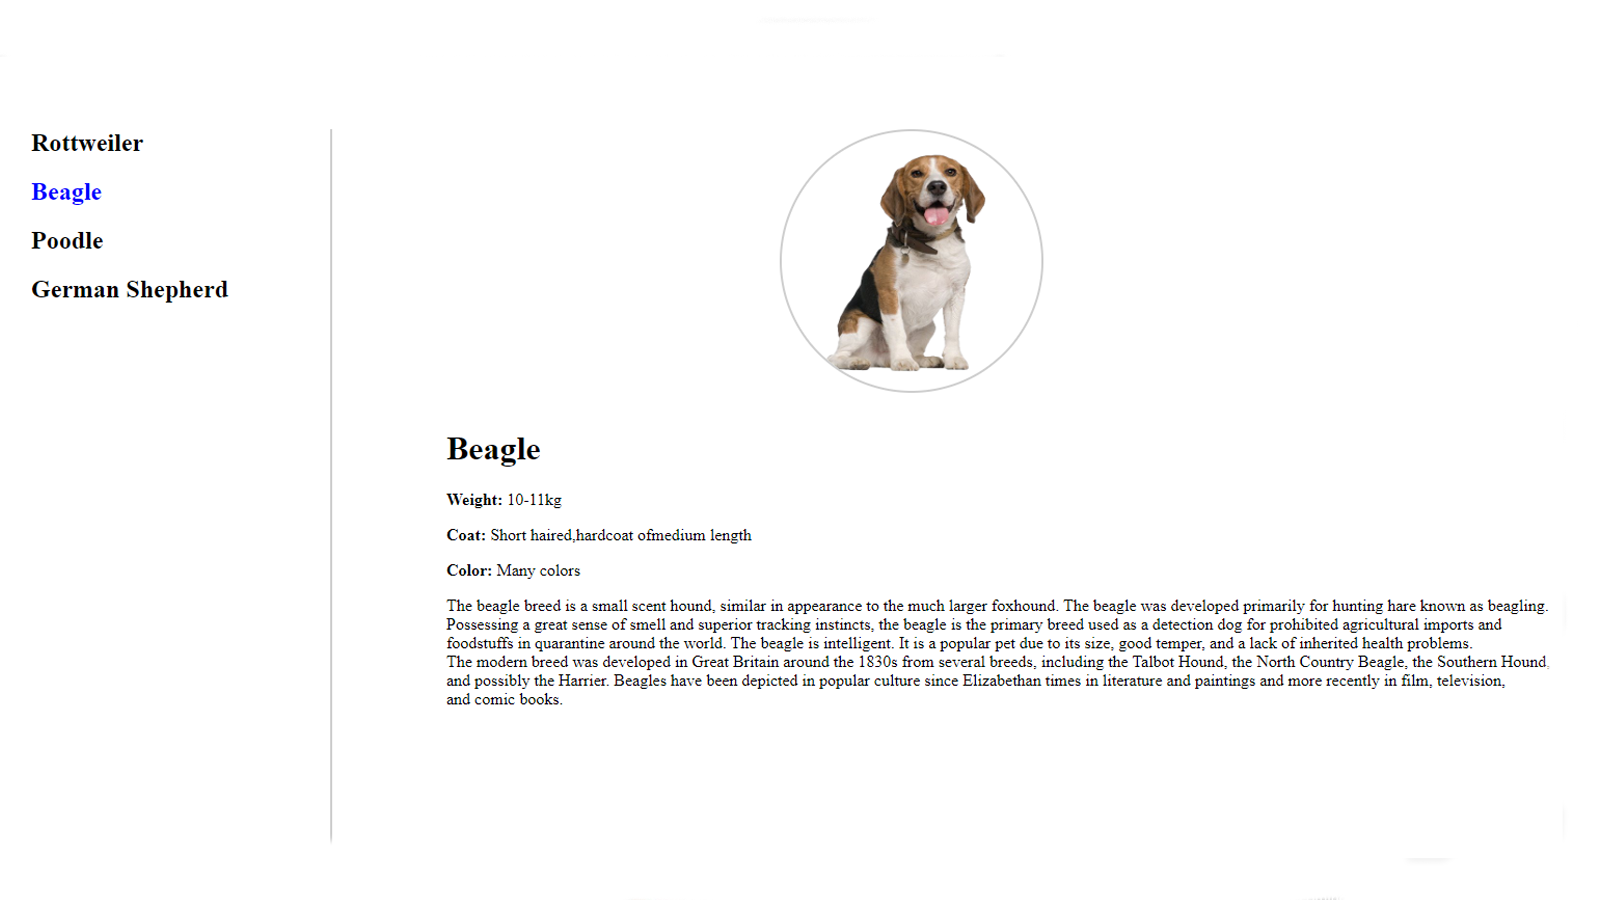 Rottweiler
Beagle
Poodle
German Shepherd
Beagle
Weight: 10-11kg
Coat: Short haired,hardcoat ofmedium length
Color: Many colors
The beagle breed is a small scent hound, similar in appearance to the much larger foxhound. The beagle was developed primarily for hunting hare known as beagling.
Possessing a great sense of smell and superior tracking instincts, the beagle is the primary breed used as a detection dog for prohibited agricultural imports and
foodstuffs in quarantine around the world. The beagle is intelligent. It is a popular pet due to its size, good temper, and a lack of inherited health problems.
The modern breed was developed in Great Britain around the 1830s from several breeds, including the Talbot Hound, the North Country Beagle, the Southern Hound,
and possibly the Harrier. Beagles have been depicted in popular culture since Elizabethan times in literature and paintings and more recently in film, television,
and comic books.